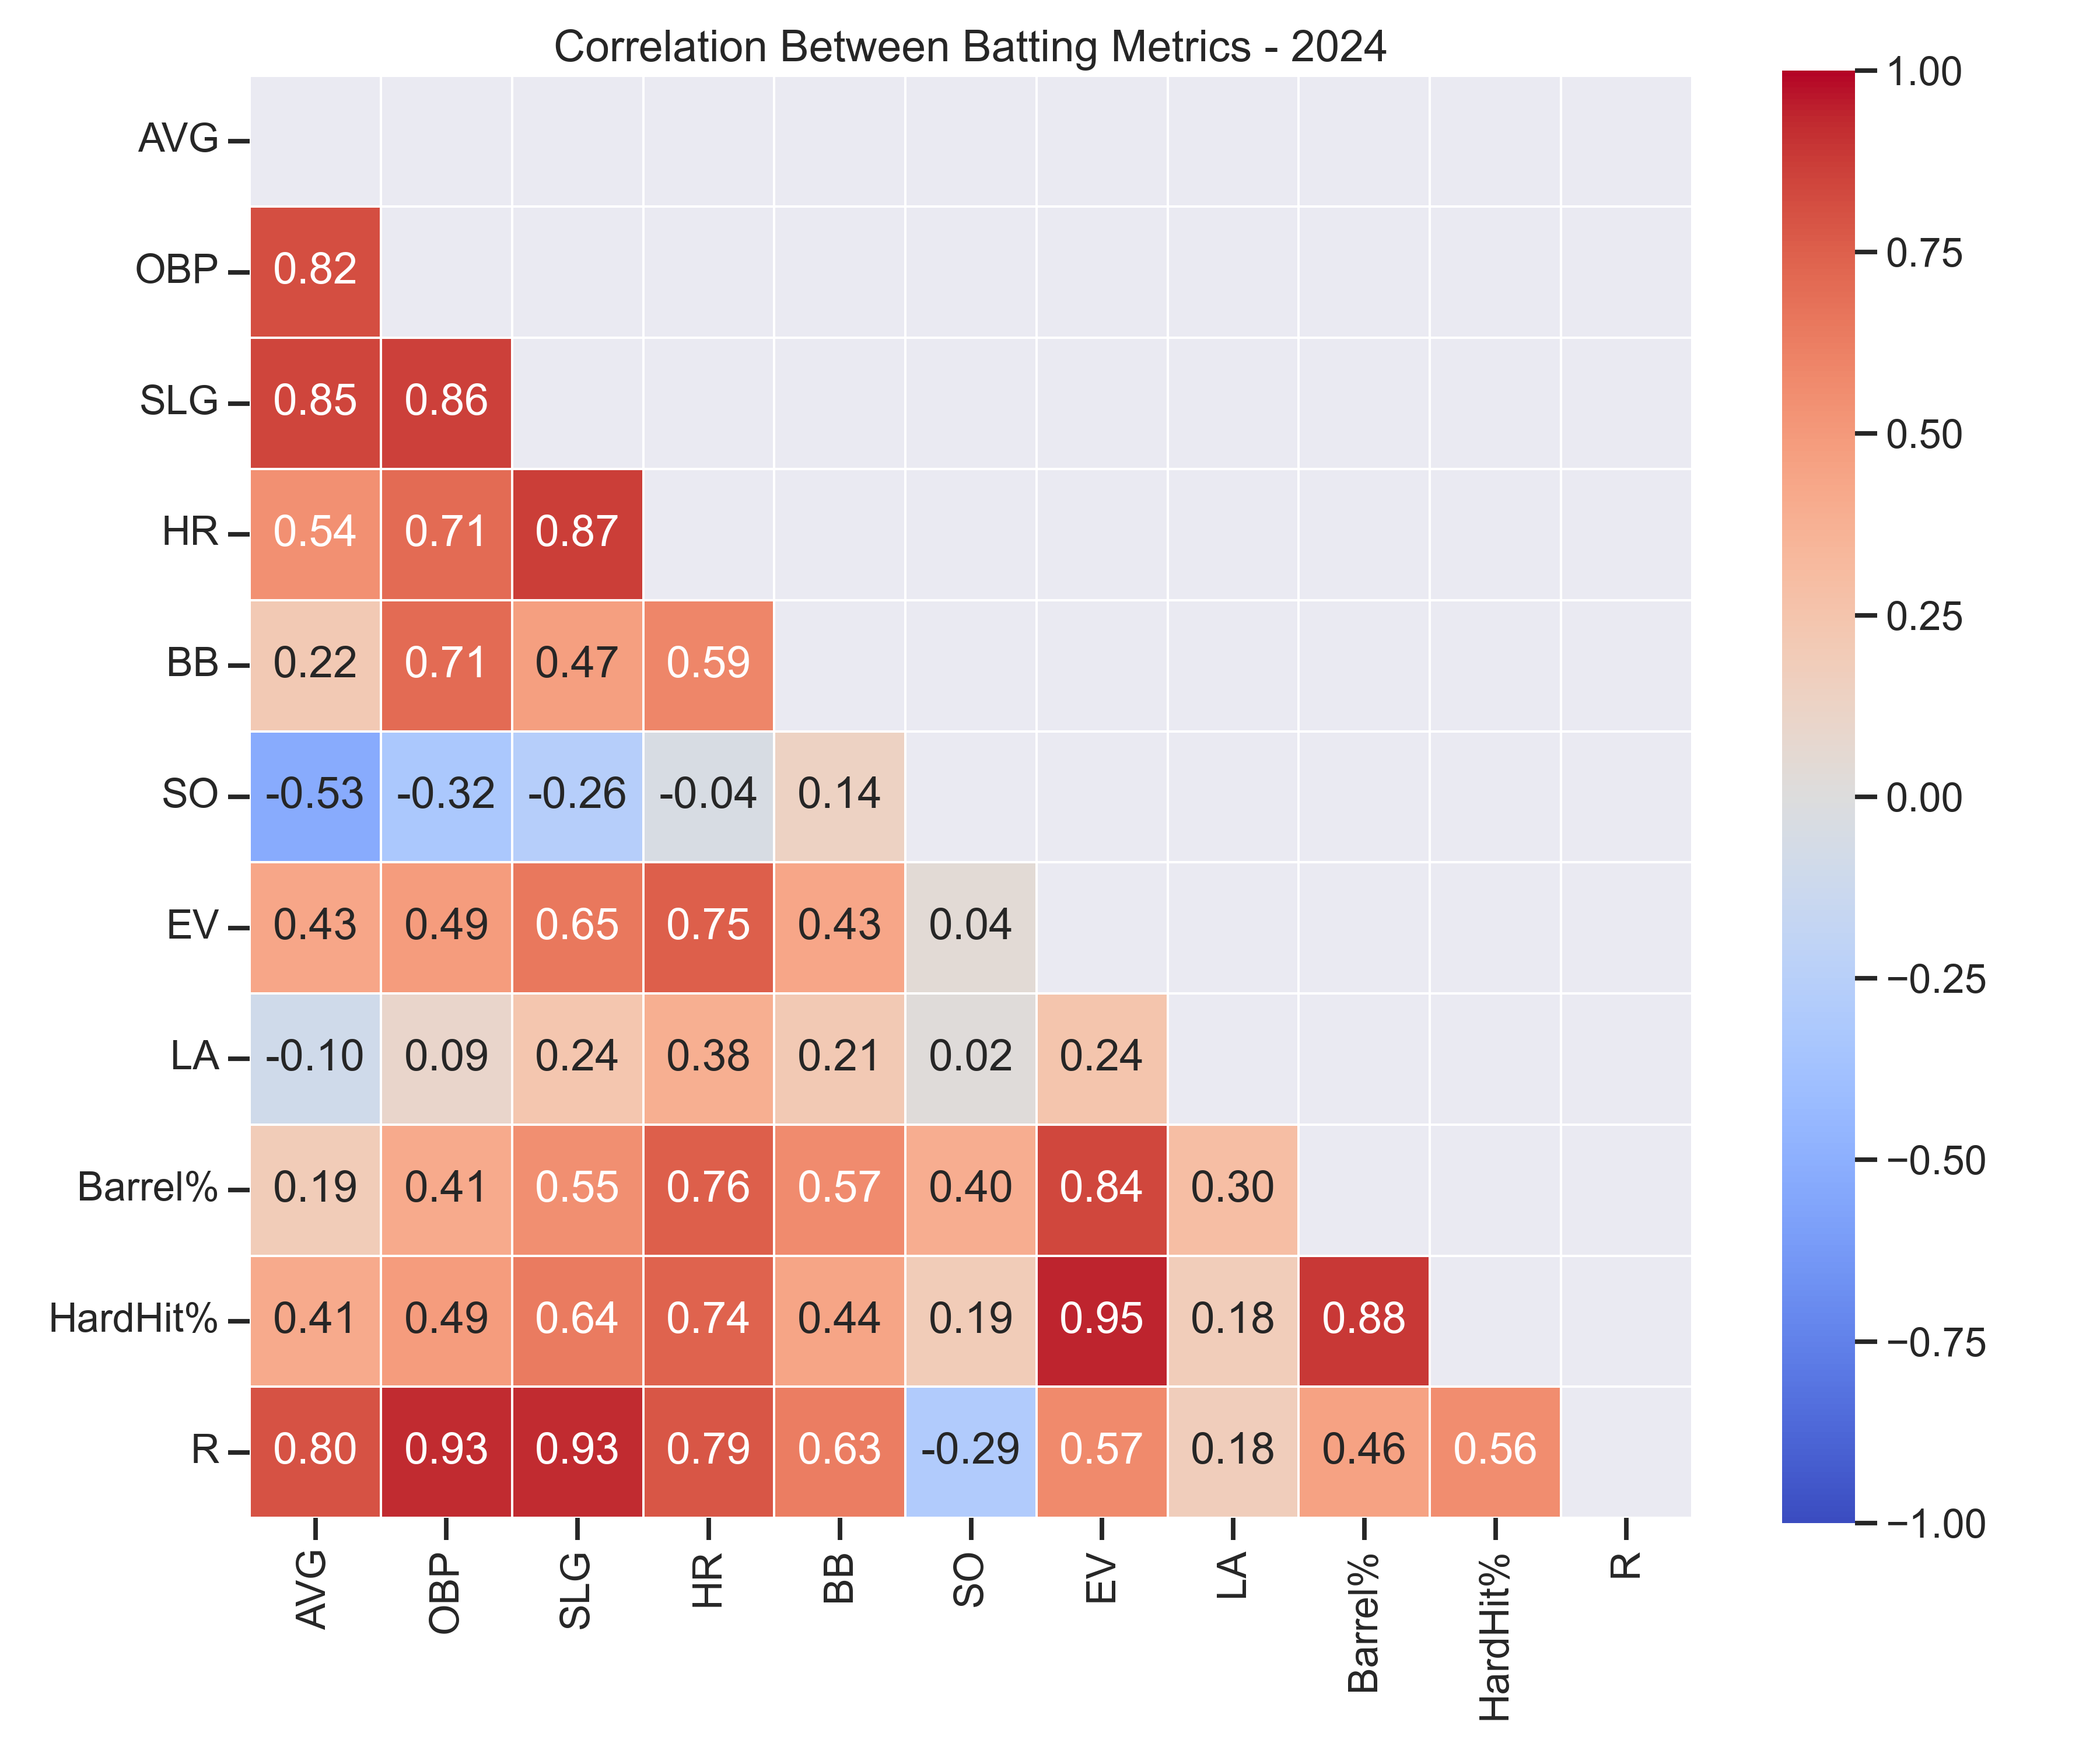 Correlation Between Batting Metrics - 2024
1.00
AVG
OBP 0.82
0.75
SLG 0.85 0.86
0.50
HR 0.54 0.71 0.87
0.25
BB 0.22 0.71 0.47 0.59
SO -0.53 -0.32 -0.26 -0.04 0.14
0.00
EV 0.43 0.49 0.65 0.75 0.43 0.04
−0.25
LA -0.10 0.09 0.24 0.38 0.21 0.02 0.24
−0.50
Barrel% 0.19 0.41 0.55 0.76 0.57 0.40 0.84 0.30
HardHit% 0.41 0.49 0.64 0.74 0.44 0.19 0.95 0.18 0.88
−0.75
R 0.80 0.93 0.93 0.79 0.63 -0.29 0.57 0.18 0.46 0.56
−1.00
AVG OBP SLG HR BB SO EV LA Barrel% HardHit% R